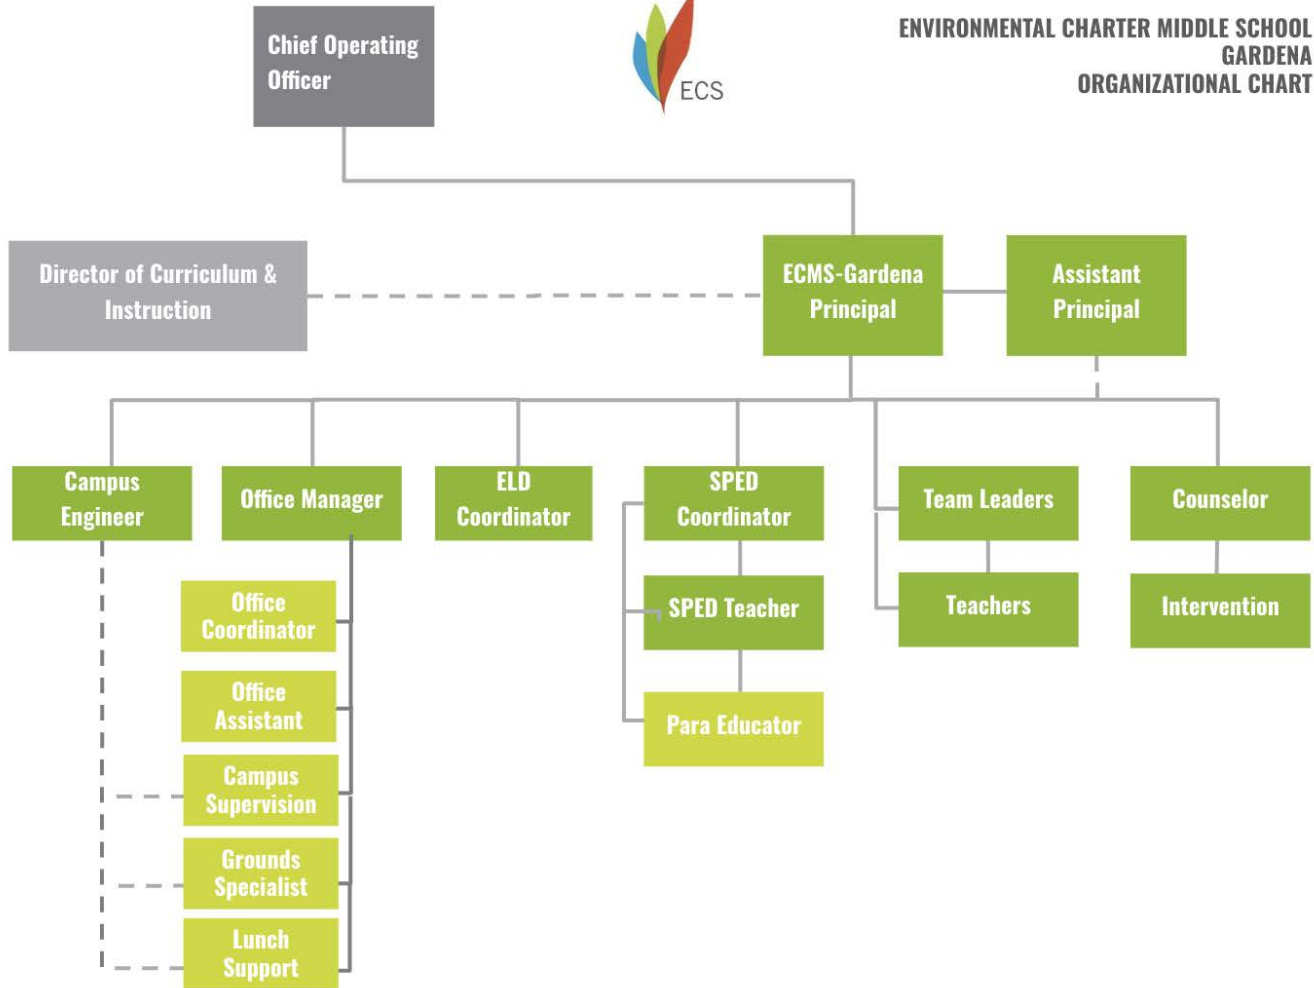 Chief Operating
Officer
ECS
ENVIRONMENTAL CHARTER MIDDLE SCHOOL
GARDENA
ORGANIZATIONAL CHART
Director of Curriculum &
Instruction
ECMS-Gardena
Principal
Assistant
Principal
Campus
Engineer
Office Manager
ELD
Coordinator
SPED
Coordinator
Team Leaders
Counselor
Office
Coordinator
SPED Teacher
Teachers
Intervention
Office
Assistant
Para Educator
Campus
Supervision
Grounds
Specialist
Lunch
Support